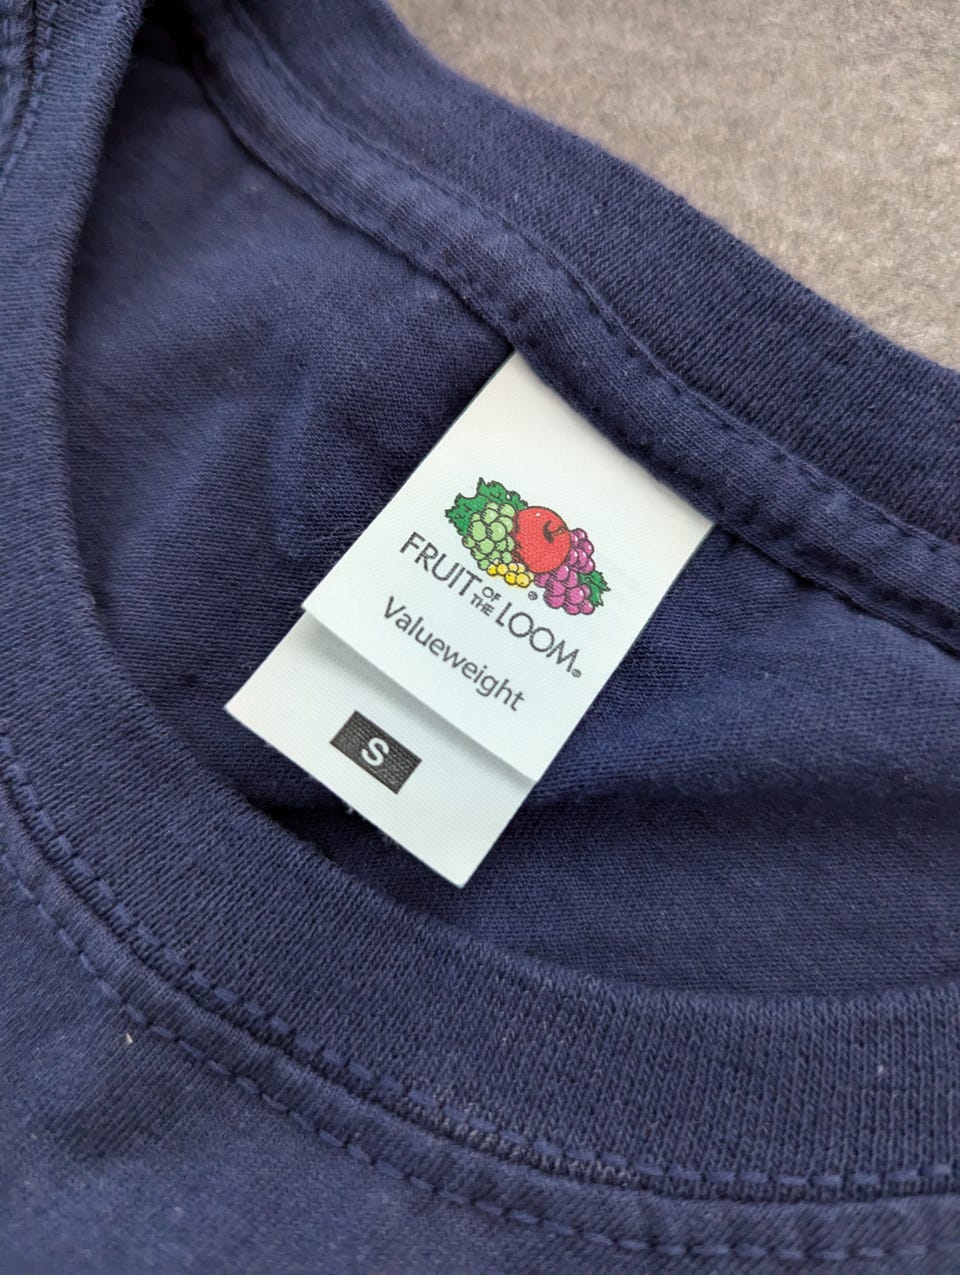 FRUIT OF THE LOOM®
Valueweight
S